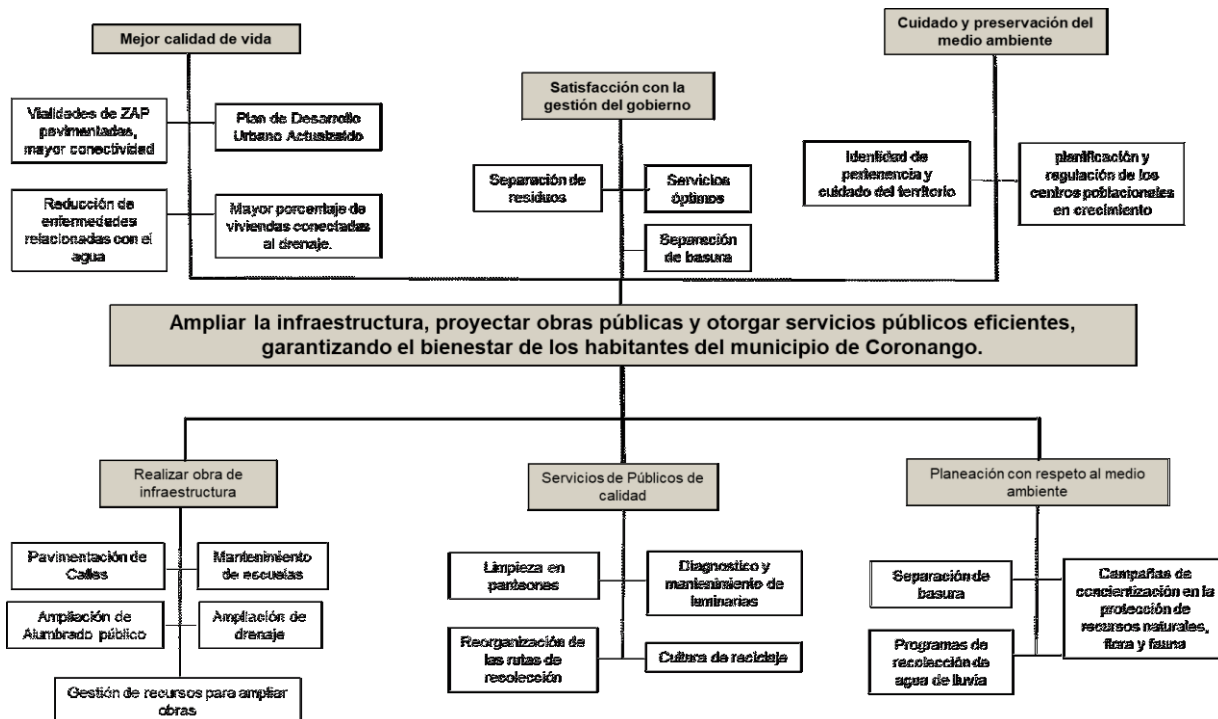 Mejor calidad de vida
Cuidado y preservación del
medio ambiente
Satisfacción con la
gestión del gobierno
Vialidades de ZAP
pavimentadas,
mayor conectividad
Plan de Desarrollo
Urbano Actualizado
Reducción de
enfermedades
relacionadas con el
agua
Mayor porcentaje de
viviendas conectadas
al drenaje.
Separación de
residuos
Servicios
óptimos
Separación
de basura
Identidad de
pertenencia y
cuidado del territorio
planificación y
regulación de los
centros poblacionales
en crecimiento
Ampliar la infraestructura, proyectar obras públicas y otorgar servicios públicos eficientes,
garantizando el bienestar de los habitantes del municipio de Coronango.
Realizar obra de
infraestructura
Servicios de Públicos de
calidad
Planeación con respeto al medio
ambiente
Pavimentación de
Calles
Mantenimiento
de escuelas
Ampliación de
Alumbrado público
Ampliación de
drenaje
Gestión de recursos para ampliar
obras
Limpieza en
panteones
Diagnostico y
mantenimiento de
luminarias
Reorganización de
las rutas de
recolección
Cultura de reciclaje
Separación de
basura
Campañas de
concientización en la
protección de
recursos naturales,
flora y fauna
Programas de
recolección de
agua de lluvia